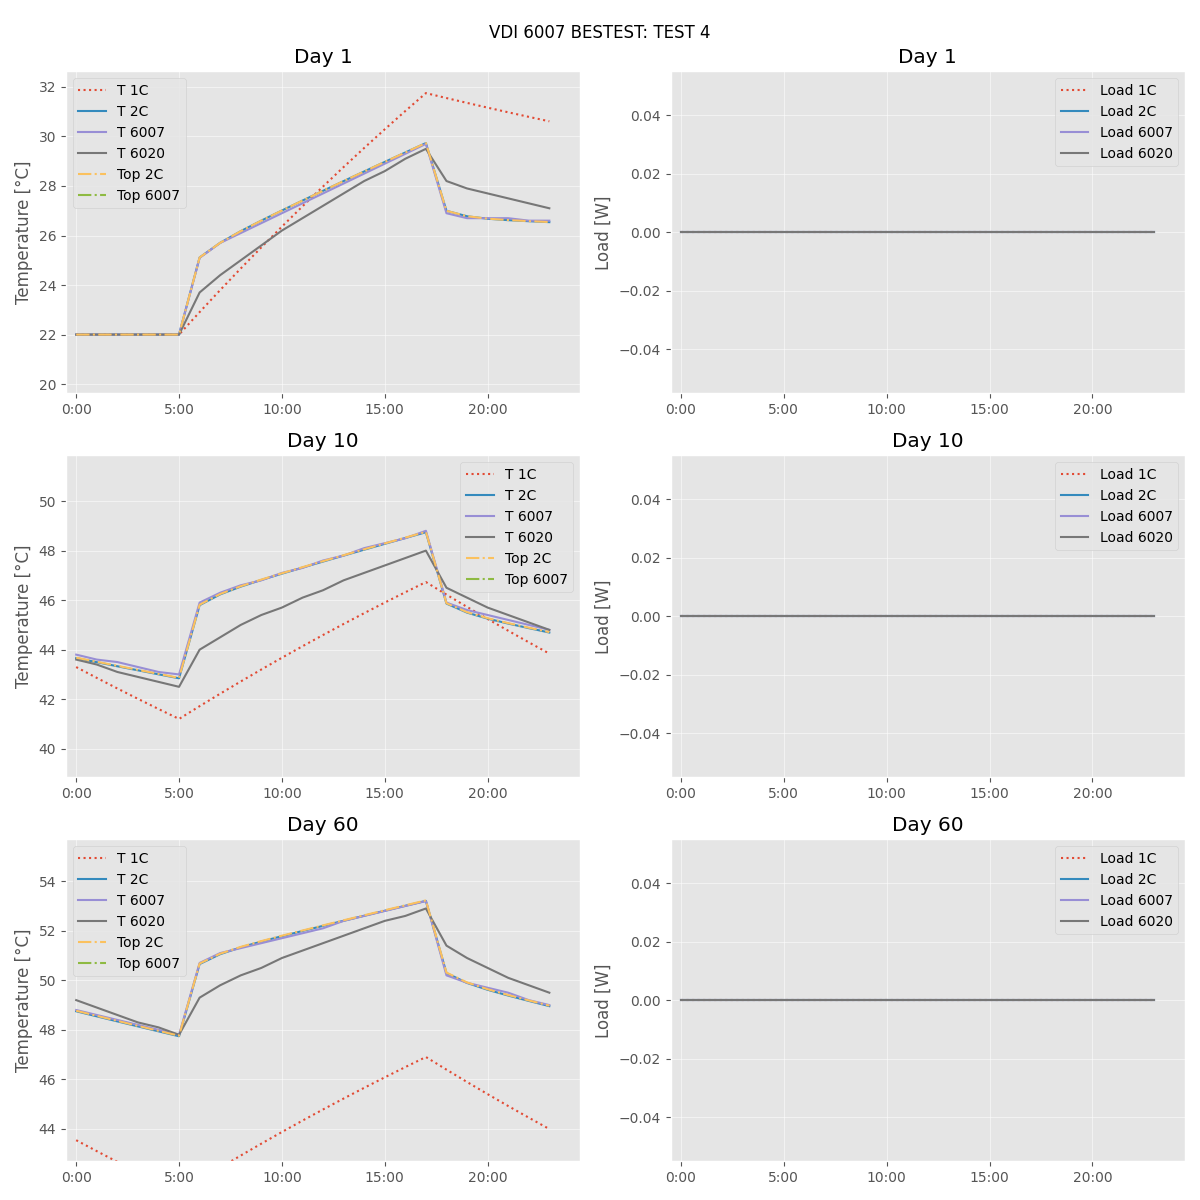 VDI 6007 BESTEST: TEST 4
Day 1
Temperature [°C]
32
30
28
26
24
22
20
T 1C
T 2C
T 6007
T 6020
Top 2C
Top 6007
0:00 5:00 10:00 15:00 20:00
Day 1
Load [W]
0.04
0.02
0.00
−0.02
−0.04
Load 1C
Load 2C
Load 6007
Load 6020
0:00 5:00 10:00 15:00 20:00
Day 10
Temperature [°C]
50
48
46
44
42
40
T 1C
T 2C
T 6007
T 6020
Top 2C
Top 6007
0:00 5:00 10:00 15:00 20:00
Day 10
Load [W]
0.04
0.02
0.00
−0.02
−0.04
Load 1C
Load 2C
Load 6007
Load 6020
0:00 5:00 10:00 15:00 20:00
Day 60
Temperature [°C]
54
52
50
48
46
44
T 1C
T 2C
T 6007
T 6020
Top 2C
Top 6007
0:00 5:00 10:00 15:00 20:00
Day 60
Load [W]
0.04
0.02
0.00
−0.02
−0.04
Load 1C
Load 2C
Load 6007
Load 6020
0:00 5:00 10:00 15:00 20:00